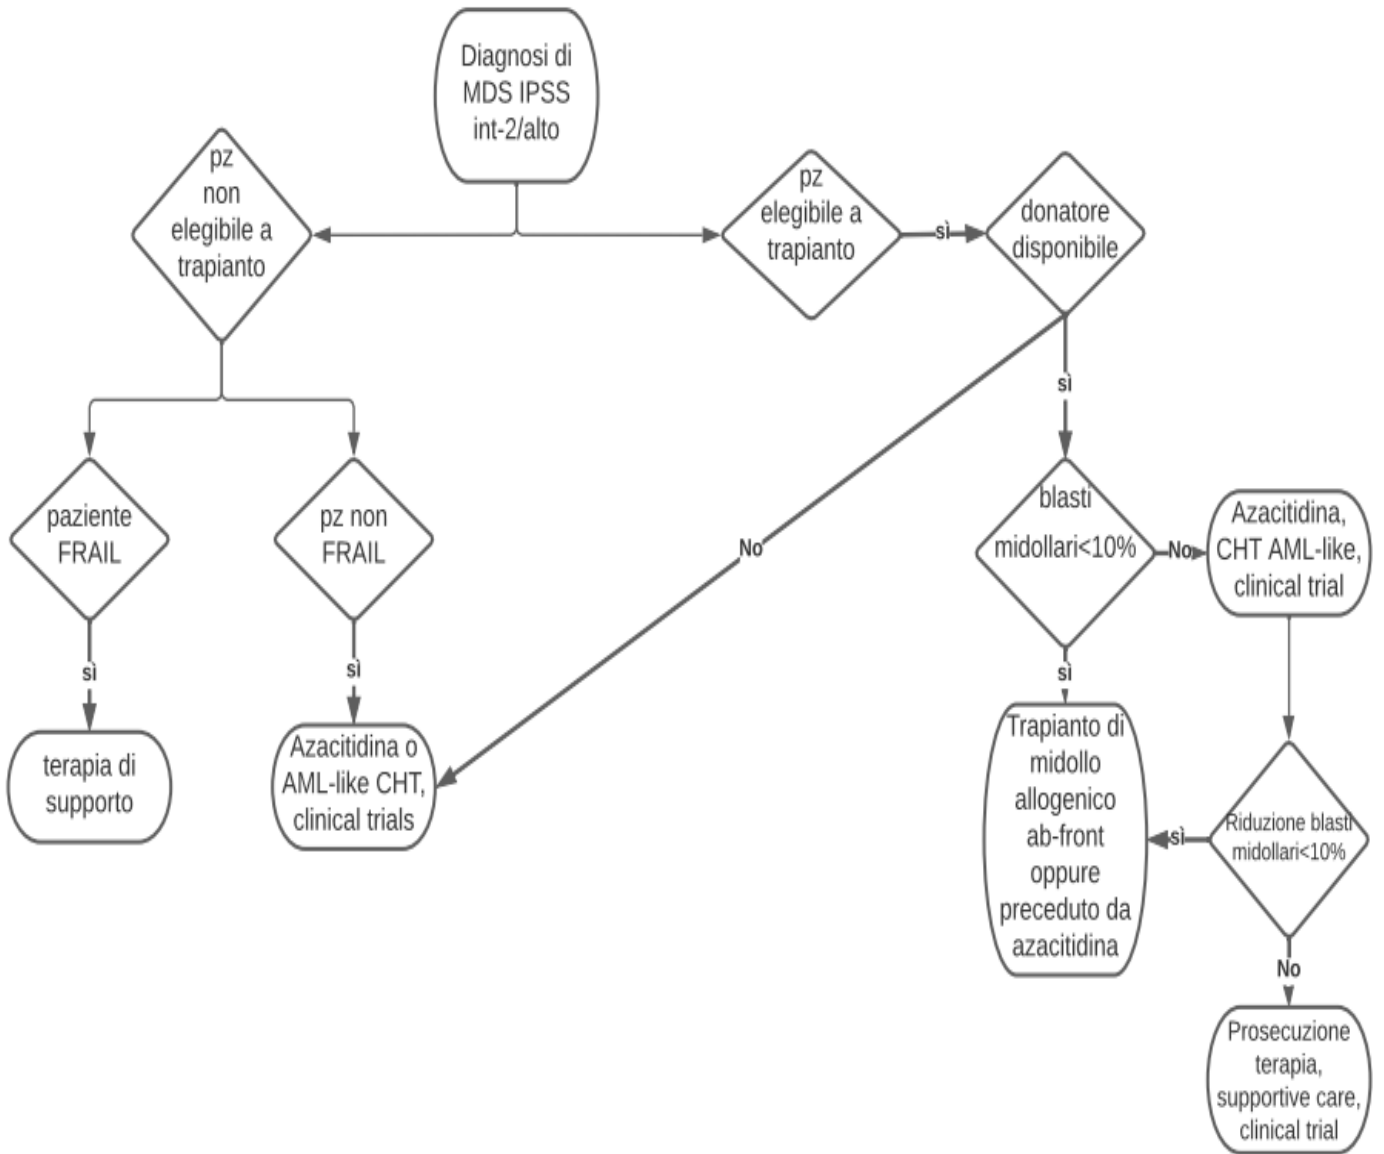 Diagnosi di
MDS IPSS
int-2/alto
pz
non
elegibile a
trapianto
pz
elegibile a
trapianto
sì
donatore
disponibile
sì
No
paziente
FRAIL
pz non
FRAIL
blasti
midollari<10%
No
Azacitidina,
CHT AML-like,
clinical trial
sì
sì
sì
terapia di
supporto
Azacitidina o
AML-like CHT,
clinical trials
Trapianto di
midollo
allogenico
ab-front
oppure
preceduto da
azacitidina
sì
Riduzione blasti
midollari<10%
No
Prosecuzione
terapia,
supportive care,
clinical trial